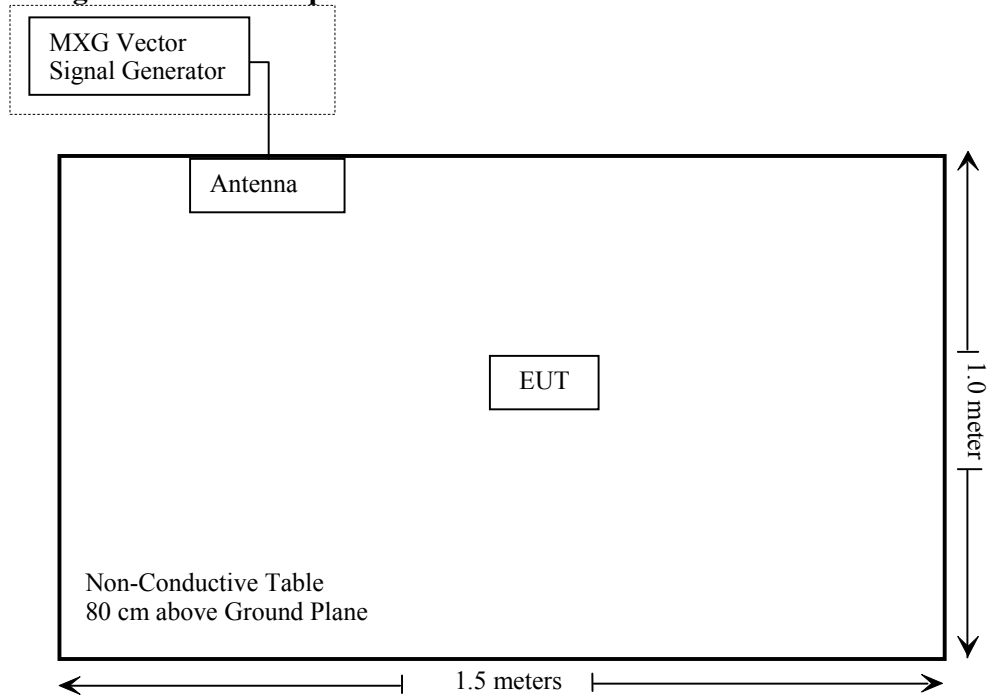 MXG Vector
Signal Generator
Antenna
EUT
1.0 meter
Non-Conductive Table
80 cm above Ground Plane
1.5 meters